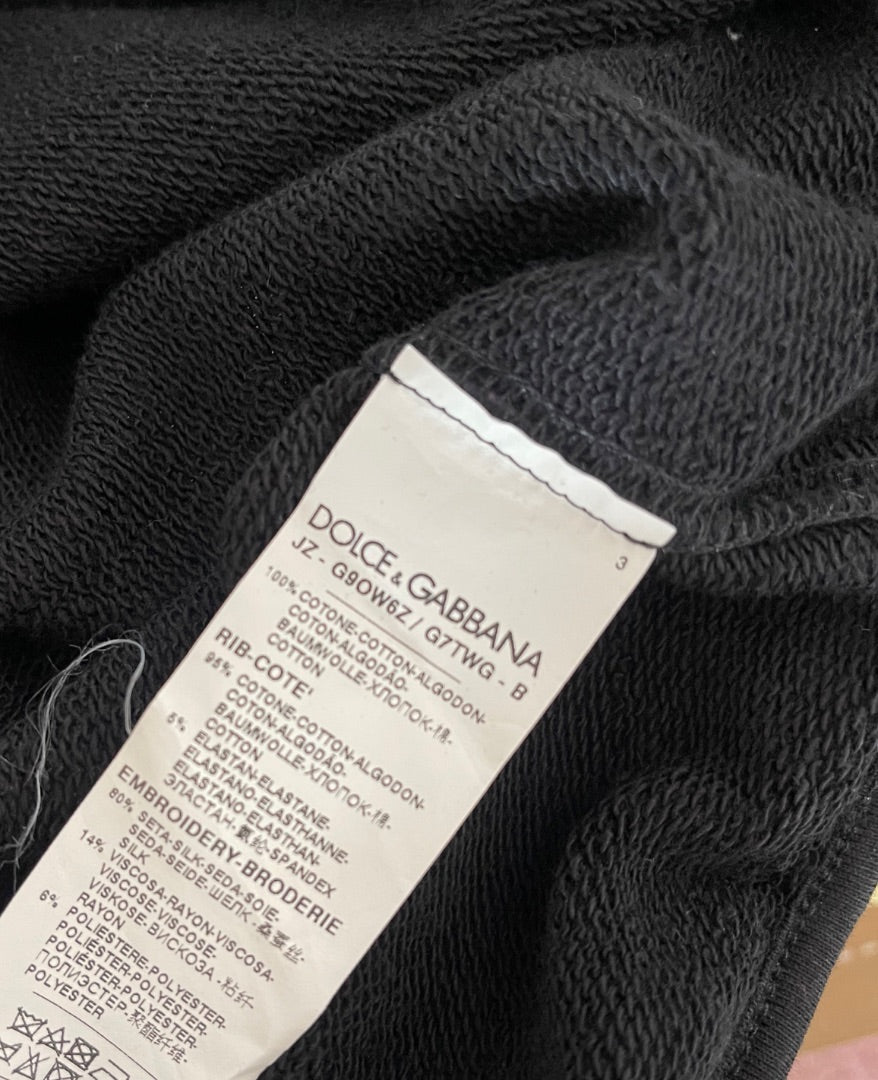 3
DOLCE & GABBANA
JZ - G9OW6Z / G7TWG - B
100% COTONE-COTTON-ALGODON-
COTON-ALGODÃO-
BAUMWOLLE-ХЛОПОК-棉-
COTTON
RIB-COTE'
95% COTONE-COTTON-ALGODON-
COTON-ALGODÃO-
BAUMWOLLE-ХЛОПОК-棉-
COTTON
5% ELASTAN-ELASTANE-
ELASTANO-ELASTHANNE-
ELASTANO-ELASTHAN-
ЭЛАСТАН-氨纶-SPANDEX
EMBROIDERY-BRODERIE
80% SETA-SILK-SEDA-SOIE-
SEDA-SEIDE-ШЕЛК-桑蚕丝-
SILK
14% VISCOSA-RAYON-VISCOSA-
VISCOSE-VISCOSE-
VISKOSE-ВИСКОЗА-粘纤-
RAYON
6% POLIESTERE-POLYESTER-
POLIÉSTER-POLYESTER-
POLIÉSTER-POLYESTER-
ПОЛИЭСТЕР-聚酯纤维-
POLYESTER